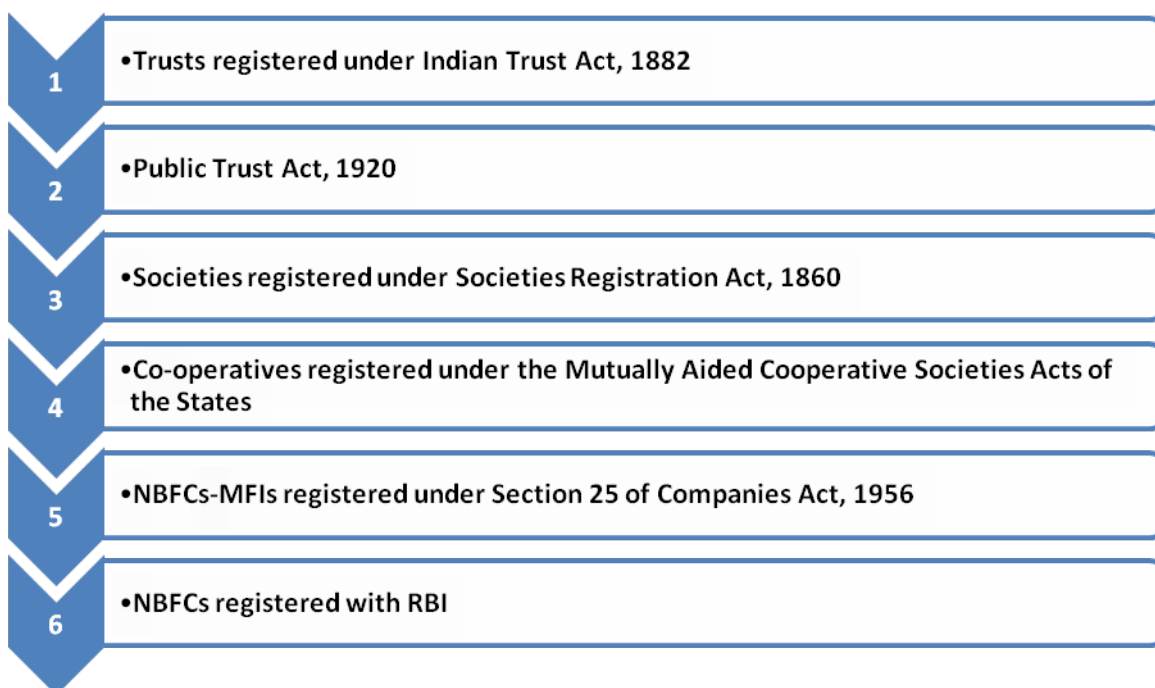 1
•Trusts registered under Indian Trust Act, 1882
2
•Public Trust Act, 1920
3
•Societies registered under Societies Registration Act, 1860
4
•Co-operatives registered under the Mutually Aided Cooperative Societies Acts of
the States
5
•NBFCs-MFIs registered under Section 25 of Companies Act, 1956
6
•NBFCs registered with RBI